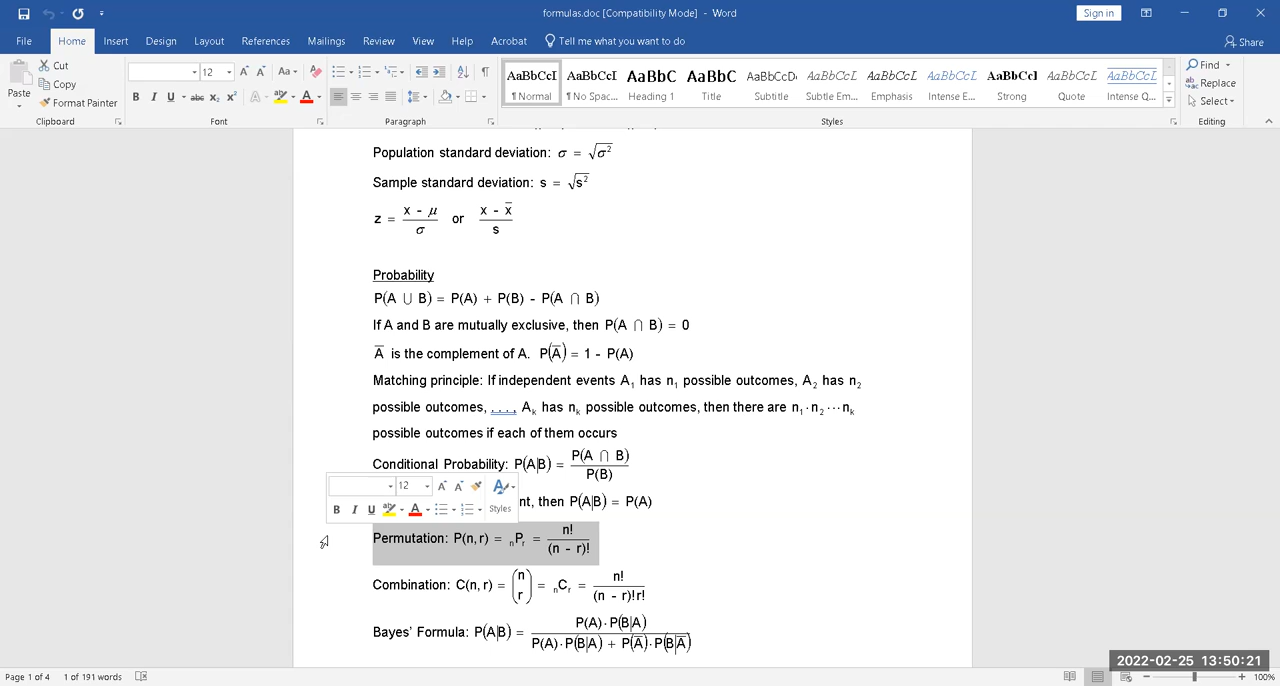 formulas.doc [Compatibility Mode] - Word
Sign in
File Home Insert Design Layout References Mailings Review View Help Acrobat Tell me what you want to do
Share
Paste
Cut
Copy
Format Painter
Clipboard
12
Font
Paragraph
AaBbCcI AaBbCcI AaBbC AaBbC AaBbCcDc AaBbCcL AaBbCcL AaBbCcL AaBbCcI AaBbCcL AaBbCcL
¶ Normal ¶ No Spac... Heading 1 Title Subtitle Subtle Em... Emphasis Intense E... Strong Quote Intense Q...
Styles
Find
Replace
Select
Editing
Population standard deviation: σ = √σ²
Sample standard deviation: s = √s²
z = (x - μ)/σ or (x - x̅)/s
Probability
P(A ∪ B) = P(A) + P(B) - P(A ∩ B)
If A and B are mutually exclusive, then P(A ∩ B) = 0
A̅ is the complement of A. P(A̅) = 1 - P(A)
Matching principle: If independent events A₁ has n₁ possible outcomes, A₂ has n₂
possible outcomes, . . . , Aₖ has nₖ possible outcomes, then there are n₁·n₂···nₖ
possible outcomes if each of them occurs
Conditional Probability: P(A|B) = P(A ∩ B)/P(B)
12
Styles
nt, then P(A|B) = P(A)
Permutation: P(n, r) = ₙPᵣ = n!/(n - r)!
Combination: C(n, r) = (n r) = ₙCᵣ = n!/(n - r)!r!
Bayes' Formula: P(A|B) = P(A)·P(B|A)/P(A)·P(B|A) + P(A̅)·P(B|A̅)
2022-02-25 13:50:21
Page 1 of 4 1 of 191 words
100%